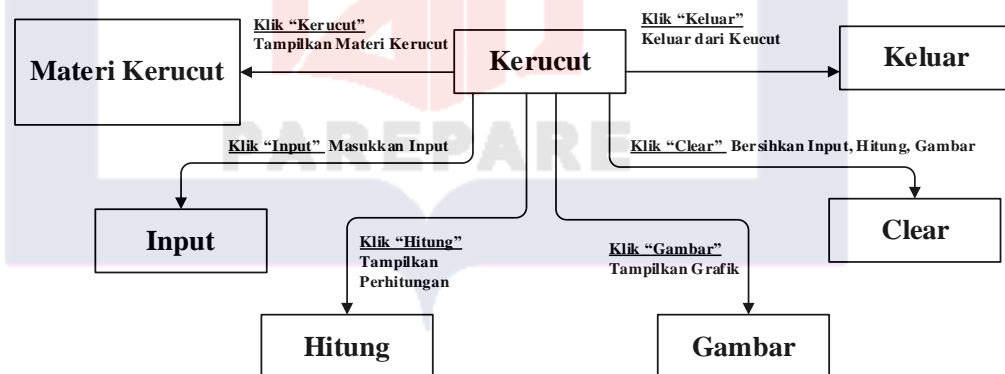 Klik “Kerucut”
Tampilkan Materi Kerucut
Klik “Keluar”
Keluar dari Keucut
Materi Kerucut
Kerucut
Keluar
PAREPARE
Klik “Input” Masukkan Input
Klik “Clear” Bersihkan Input, Hitung, Gambar
Input
Clear
Klik “Hitung”
Tampilkan
Perhitungan
Klik “Gambar”
Tampilkan Grafik
Hitung
Gambar